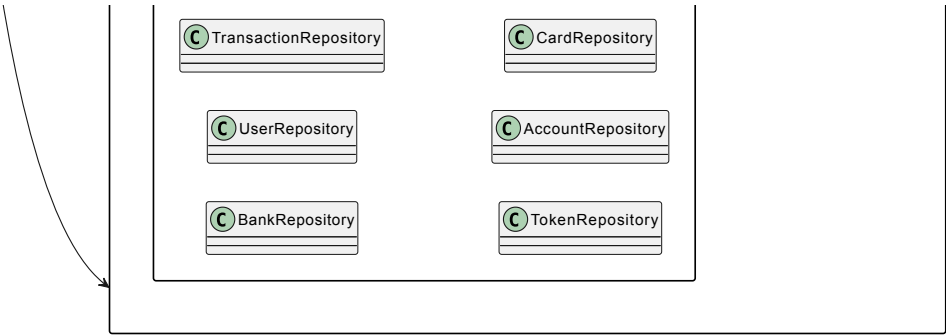 C TransactionRepository
C CardRepository
C UserRepository
C AccountRepository
C BankRepository
C TokenRepository